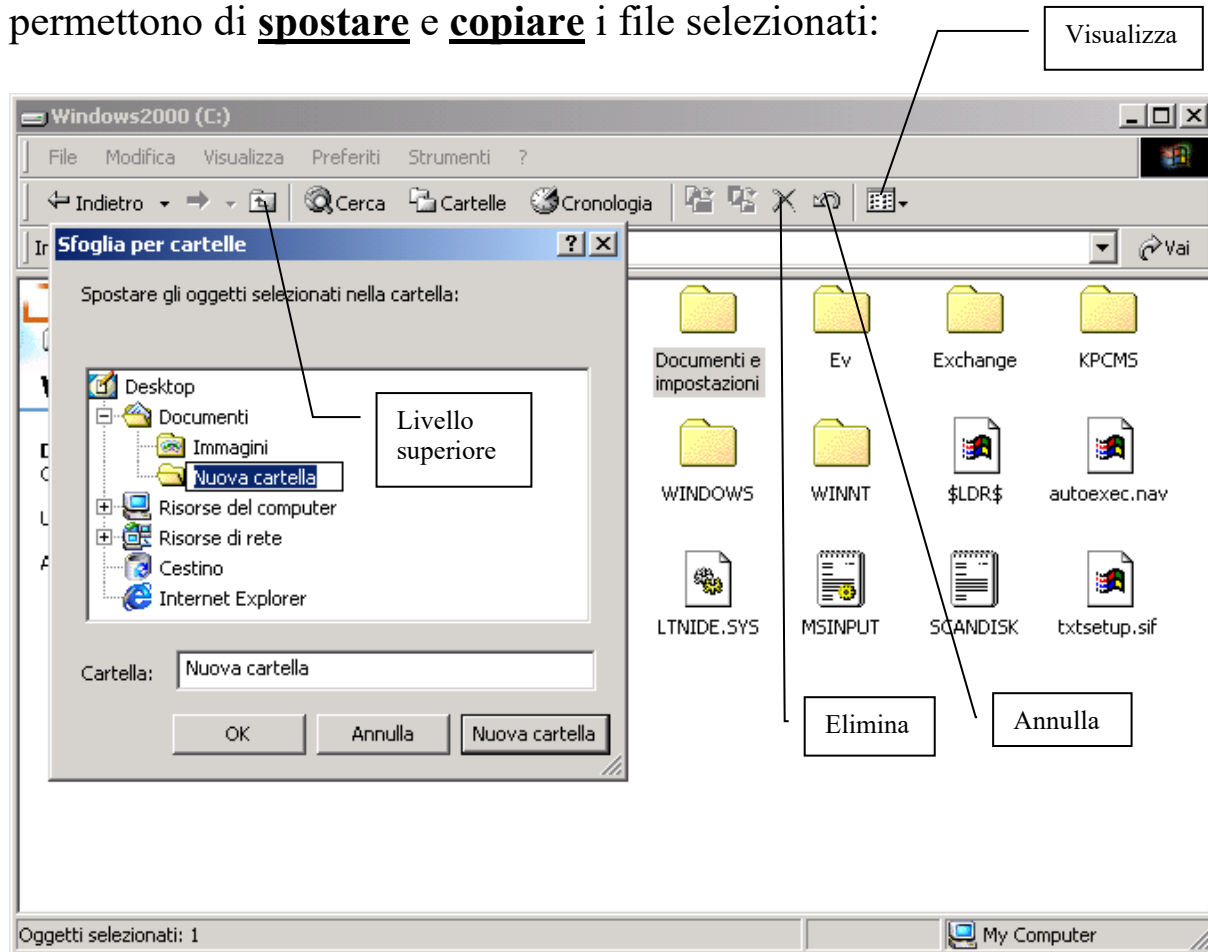 permettono di spostare e copiare i file selezionati:
Visualizza
Windows2000 (C:)
File Modifica Visualizza Preferiti Strumenti ?
Indietro Cerca Cartelle Cronologia
Sfoglia per cartelle
Vai
Spostare gli oggetti selezionati nella cartella:
Desktop
Documenti
Immagini
Nuova cartella
Risorse del computer
Risorse di rete
Cestino
Internet Explorer
Livello
superiore
Cartella: Nuova cartella
OK Annulla Nuova cartella
Documenti e
impostazioni
Ev Exchange KPCMS
WINDOWS WINNT $LDR$ autoexec.nav
LTNIDE.SYS MSINPUT SCANDISK txtsetup.sif
Elimina
Annulla
Oggetti selezionati: 1 My Computer